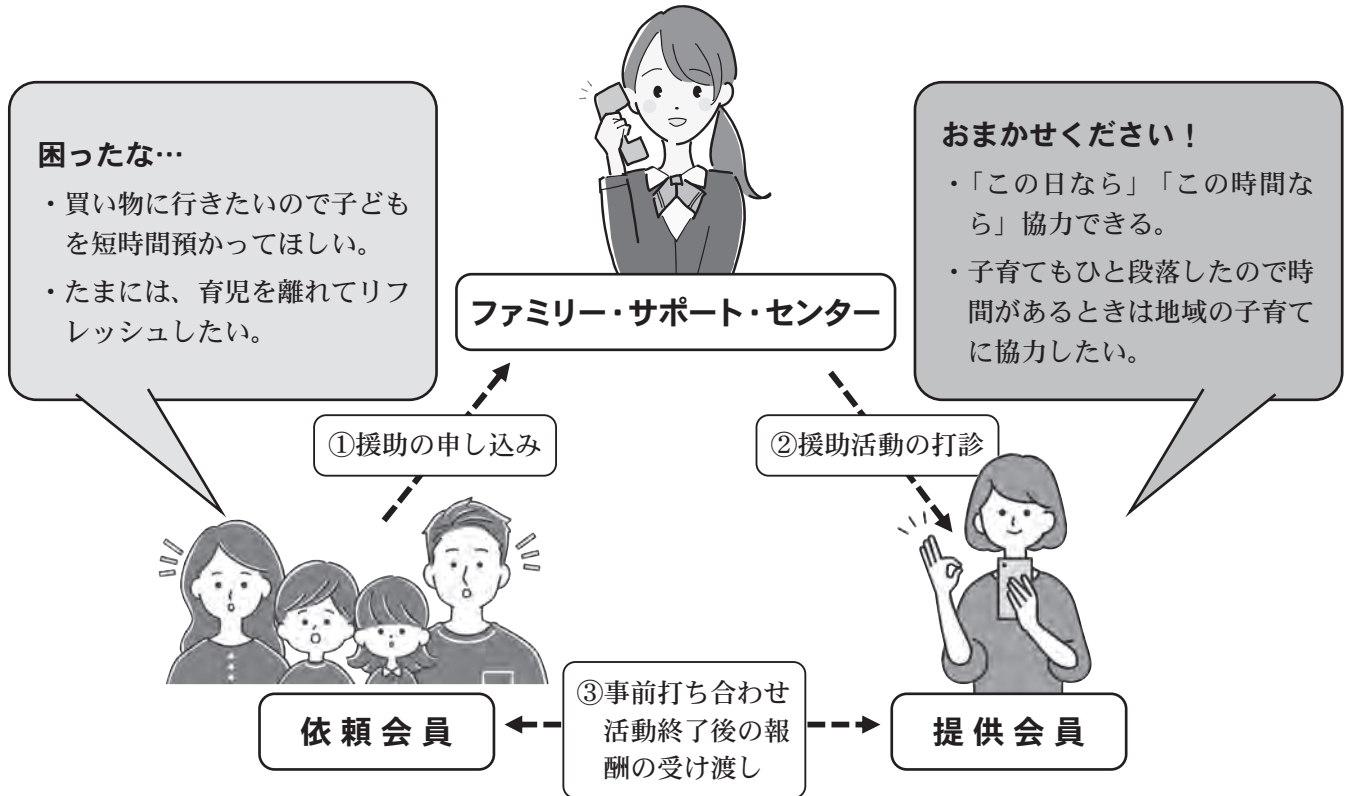 困ったな…
・買い物に行きたいので子ども
を短時間預かってほしい。
・たまには、育児を離れてリフ
レッシュしたい。
ファミリー・サポート・センター
おまかせください！
・「この日なら」「この時間な
ら」協力できる。
・子育てもひと段落したので時
間があるときは地域の子育て
に協力したい。
①援助の申し込み
②援助活動の打診
依頼会員
③事前打ち合わせ
活動終了後の報
酬の受け渡し
提供会員